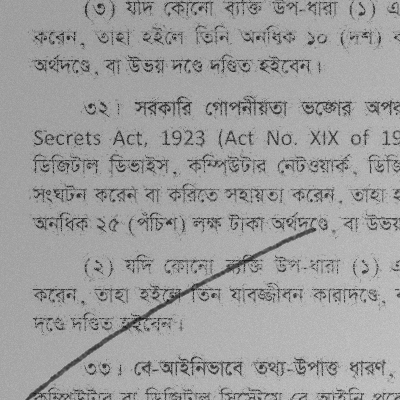 (৩) যদি কোনো ব্যক্তি উপ-ধারা (১) এ
করেন, তাহা হইলে তিনি অনধিক ১০ (দশ) ব
অর্থদণ্ডে, বা উভয় দণ্ডে দণ্ডিত হইবেন।
৩২। সরকারি গোপনীয়তা ভঙ্গের অপর
Secrets Act, 1923 (Act No. XIX of 19
ডিজিটাল ডিভাইস, কম্পিউটার নেটওয়ার্ক, ডিজি
সংঘটন করেন বা করিতে সহায়তা করেন, তাহা হ
অনধিক ২৫ (পঁচিশ) লক্ষ টাকা অর্থদণ্ডে, বা উভয়
(২) যদি কোনো ব্যক্তি উপ-ধারা (১) এ
করেন, তাহা হইলে তিন যাবজ্জীবন কারাদণ্ডে, ব
দণ্ডে দণ্ডিত হইবেন।
৩৩। বে-আইনিভাবে তথ্য-উপাত্ত ধারণ,
কম্পিউটার বা ডিজিটাল সিস্টেমে বে-আইনি